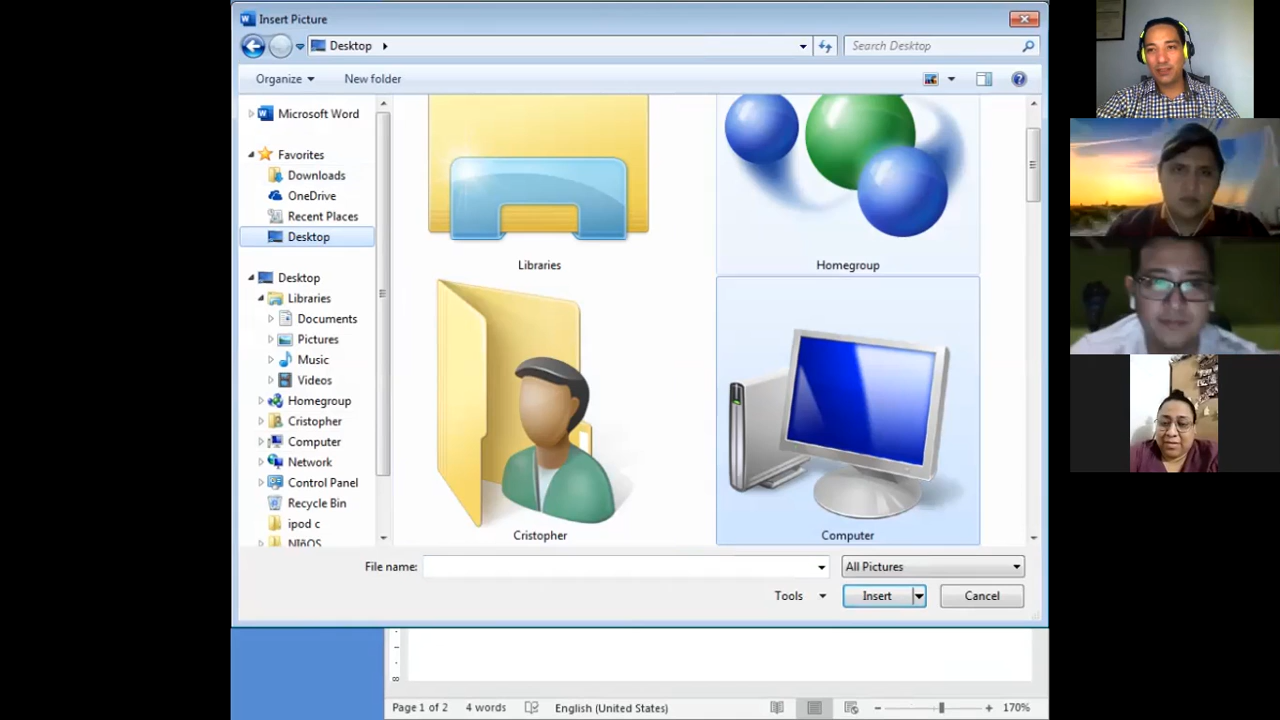 Insert Picture
Desktop
Search Desktop
Organize
New folder
Microsoft Word
Favorites
Downloads
OneDrive
Recent Places
Desktop
Desktop
Libraries
Documents
Pictures
Music
Videos
Homegroup
Cristopher
Computer
Network
Control Panel
Recycle Bin
ipod c
NIÑOS
Libraries
Homegroup
Cristopher
Computer
File name:
All Pictures
Tools
Insert
Cancel
8
Page 1 of 2
4 words
English (United States)
170%